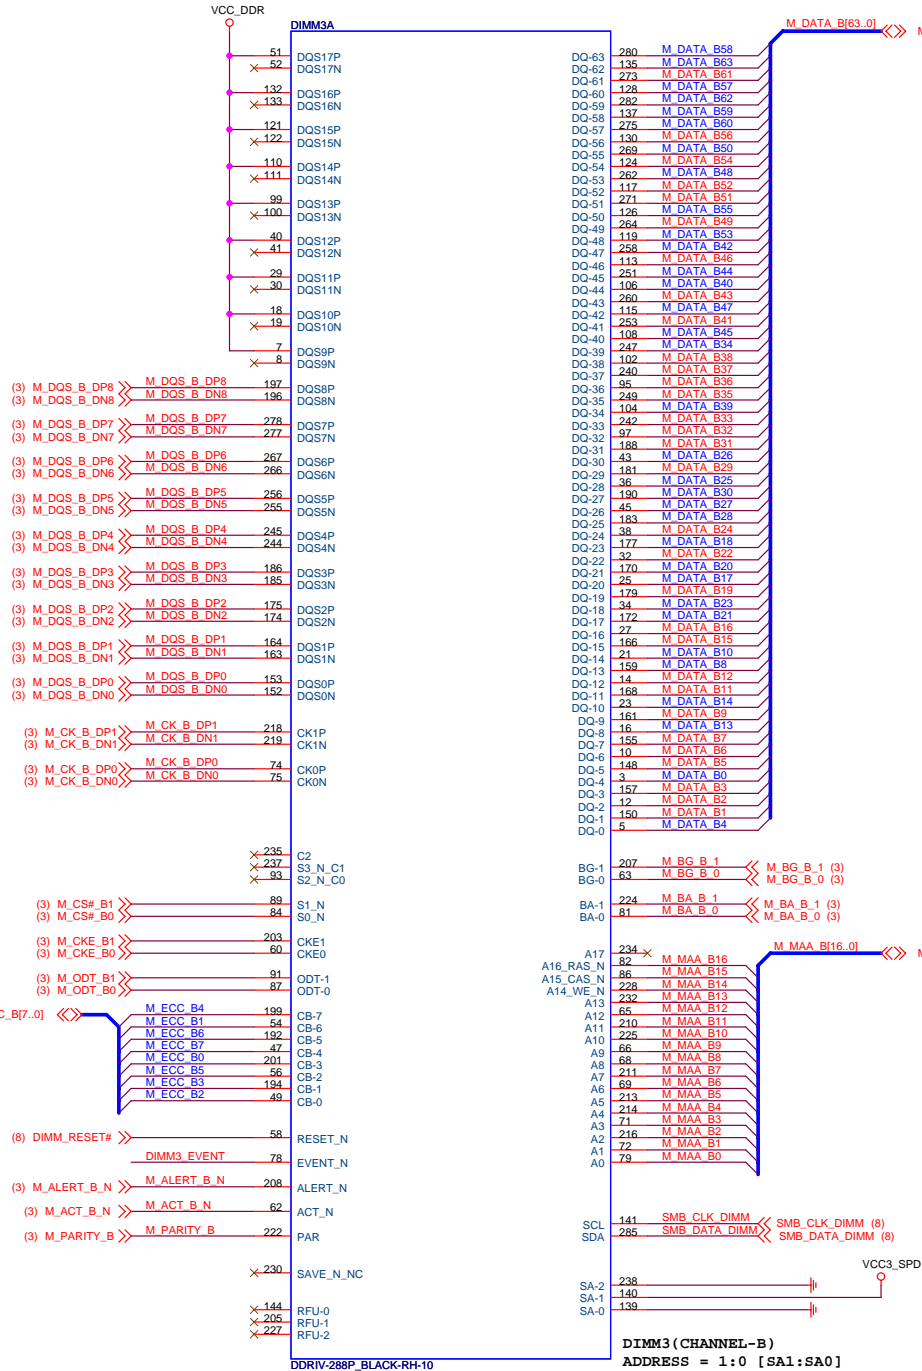 VCC_DDR
DIMM3A
M_DATA_B[63..0]
51 DQS17P
52 DQS17N
132 DQS16P
133 DQS16N
121 DQS15P
122 DQS15N
110 DQS14P
111 DQS14N
99 DQS13P
100 DQS13N
40 DQS12P
41 DQS12N
29 DQS11P
30 DQS11N
18 DQS10P
19 DQS10N
7 DQS9P
8 DQS9N
(3) M_DQS_B_DP8 M_DQS_B_DP8 197 DQS8P
(3) M_DQS_B_DN8 M_DQS_B_DN8 196 DQS8N
(3) M_DQS_B_DP7 M_DQS_B_DP7 278 DQS7P
(3) M_DQS_B_DN7 M_DQS_B_DN7 277 DQS7N
(3) M_DQS_B_DP6 M_DQS_B_DP6 267 DQS6P
(3) M_DQS_B_DN6 M_DQS_B_DN6 266 DQS6N
(3) M_DQS_B_DP5 M_DQS_B_DP5 256 DQS5P
(3) M_DQS_B_DN5 M_DQS_B_DN5 255 DQS5N
(3) M_DQS_B_DP4 M_DQS_B_DP4 245 DQS4P
(3) M_DQS_B_DN4 M_DQS_B_DN4 244 DQS4N
(3) M_DQS_B_DP3 M_DQS_B_DP3 186 DQS3P
(3) M_DQS_B_DN3 M_DQS_B_DN3 185 DQS3N
(3) M_DQS_B_DP2 M_DQS_B_DP2 175 DQS2P
(3) M_DQS_B_DN2 M_DQS_B_DN2 174 DQS2N
(3) M_DQS_B_DP1 M_DQS_B_DP1 164 DQS1P
(3) M_DQS_B_DN1 M_DQS_B_DN1 163 DQS1N
(3) M_DQS_B_DP0 M_DQS_B_DP0 153 DQS0P
(3) M_DQS_B_DN0 M_DQS_B_DN0 152 DQS0N
(3) M_CK_B_DP1 M_CK_B_DP1 218 CK1P
(3) M_CK_B_DN1 M_CK_B_DN1 219 CK1N
(3) M_CK_B_DP0 M_CK_B_DP0 74 CK0P
(3) M_CK_B_DN0 M_CK_B_DN0 75 CK0N
235 C2
237 S3_N_C1
93 S2_N_C0
(3) M_CS#_B1 89 S1_N
(3) M_CS#_B0 84 S0_N
(3) M_CKE_B1 203 CKE1
(3) M_CKE_B0 60 CKE0
(3) M_ODT_B1 91 ODT-1
(3) M_ODT_B0 87 ODT-0
C_B[7..0]
M_ECC_B4 199 CB-7
M_ECC_B1 54 CB-6
M_ECC_B6 192 CB-5
M_ECC_B7 47 CB-4
M_ECC_B0 201 CB-3
M_ECC_B5 56 CB-2
M_ECC_B3 194 CB-1
M_ECC_B2 49 CB-0
(8) DIMM_RESET# 58 RESET_N
DIMM3_EVENT 78 EVENT_N
(3) M_ALERT_B_N M_ALERT_B_N 208 ALERT_N
(3) M_ACT_B_N M_ACT_B_N 62 ACT_N
(3) M_PARITY_B M_PARITY_B 222 PAR
230 SAVE_N_NC
144 RFU-0
205 RFU-1
227 RFU-2
DQ-63 280 M_DATA_B58
DQ-62 135 M_DATA_B63
DQ-61 273 M_DATA_B61
DQ-60 128 M_DATA_B57
DQ-59 282 M_DATA_B62
DQ-58 137 M_DATA_B59
DQ-57 275 M_DATA_B60
DQ-56 130 M_DATA_B56
DQ-55 269 M_DATA_B50
DQ-54 124 M_DATA_B54
DQ-53 262 M_DATA_B48
DQ-52 117 M_DATA_B52
DQ-51 271 M_DATA_B51
DQ-50 126 M_DATA_B55
DQ-49 264 M_DATA_B49
DQ-48 119 M_DATA_B53
DQ-47 258 M_DATA_B42
DQ-46 113 M_DATA_B46
DQ-45 251 M_DATA_B44
DQ-44 106 M_DATA_B40
DQ-43 260 M_DATA_B43
DQ-42 115 M_DATA_B47
DQ-41 253 M_DATA_B41
DQ-40 108 M_DATA_B45
DQ-39 247 M_DATA_B34
DQ-38 102 M_DATA_B38
DQ-37 240 M_DATA_B37
DQ-36 95 M_DATA_B36
DQ-35 249 M_DATA_B35
DQ-34 104 M_DATA_B39
DQ-33 242 M_DATA_B33
DQ-32 97 M_DATA_B32
DQ-31 188 M_DATA_B31
DQ-30 43 M_DATA_B26
DQ-29 181 M_DATA_B29
DQ-28 36 M_DATA_B25
DQ-27 190 M_DATA_B30
DQ-26 45 M_DATA_B27
DQ-25 183 M_DATA_B28
DQ-24 38 M_DATA_B24
DQ-23 177 M_DATA_B18
DQ-22 32 M_DATA_B22
DQ-21 170 M_DATA_B20
DQ-20 25 M_DATA_B17
DQ-19 179 M_DATA_B19
DQ-18 34 M_DATA_B23
DQ-17 172 M_DATA_B21
DQ-16 27 M_DATA_B16
DQ-15 166 M_DATA_B15
DQ-14 21 M_DATA_B10
DQ-13 159 M_DATA_B8
DQ-12 14 M_DATA_B12
DQ-11 168 M_DATA_B11
DQ-10 23 M_DATA_B14
DQ-9 161 M_DATA_B9
DQ-8 16 M_DATA_B13
DQ-7 155 M_DATA_B7
DQ-6 10 M_DATA_B6
DQ-5 148 M_DATA_B5
DQ-4 3 M_DATA_B0
DQ-3 157 M_DATA_B3
DQ-2 12 M_DATA_B2
DQ-1 150 M_DATA_B1
DQ-0 5 M_DATA_B4
BG-1 207 M_BG_B_1 M_BG_B_1 (3)
BG-0 63 M_BG_B_0 M_BG_B_0 (3)
BA-1 224 M_BA_B_1 M_BA_B_1 (3)
BA-0 81 M_BA_B_0 M_BA_B_0 (3)
M_MAA_B[16..0]
A17 234
A16_RAS_N 82 M_MAA_B16
A15_CAS_N 86 M_MAA_B15
A14_WE_N 228 M_MAA_B14
A13 232 M_MAA_B13
A12 65 M_MAA_B12
A11 210 M_MAA_B11
A10 225 M_MAA_B10
A9 66 M_MAA_B9
A8 68 M_MAA_B8
A7 211 M_MAA_B7
A6 69 M_MAA_B6
A5 213 M_MAA_B5
A4 214 M_MAA_B4
A3 71 M_MAA_B3
A2 216 M_MAA_B2
A1 72 M_MAA_B1
A0 79 M_MAA_B0
SCL 141 SMB_CLK_DIMM SMB_CLK_DIMM (8)
SDA 285 SMB_DATA_DIMM SMB_DATA_DIMM (8)
VCC3_SPD
SA-2 238
SA-1 140
SA-0 139
DDRIV-288P_BLACK-RH-10
DIMM3(CHANNEL-B)
ADDRESS = 1:0 [SA1:SA0]